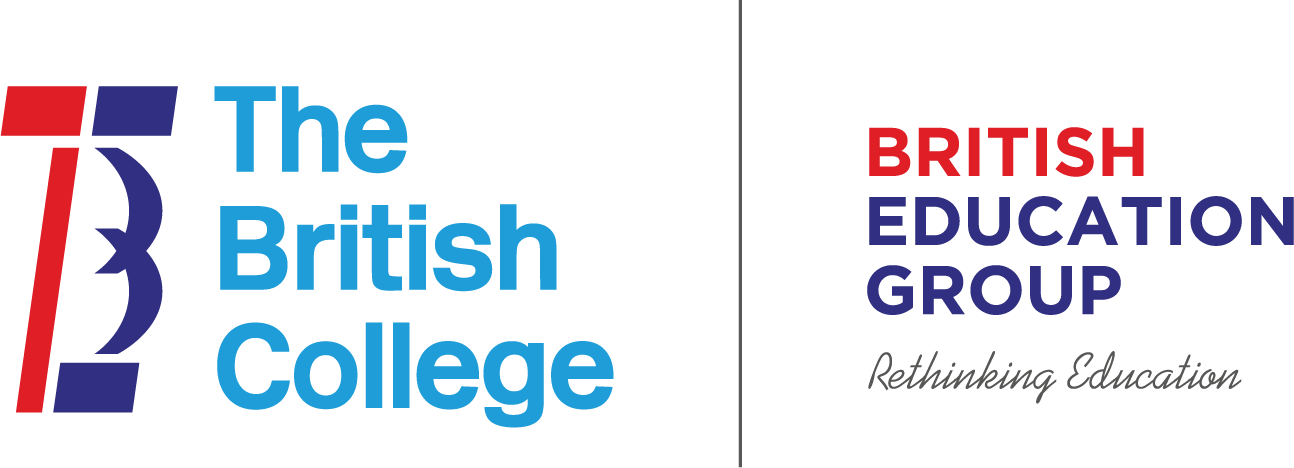 The
British
College
BRITISH
EDUCATION
GROUP
Rethinking Education